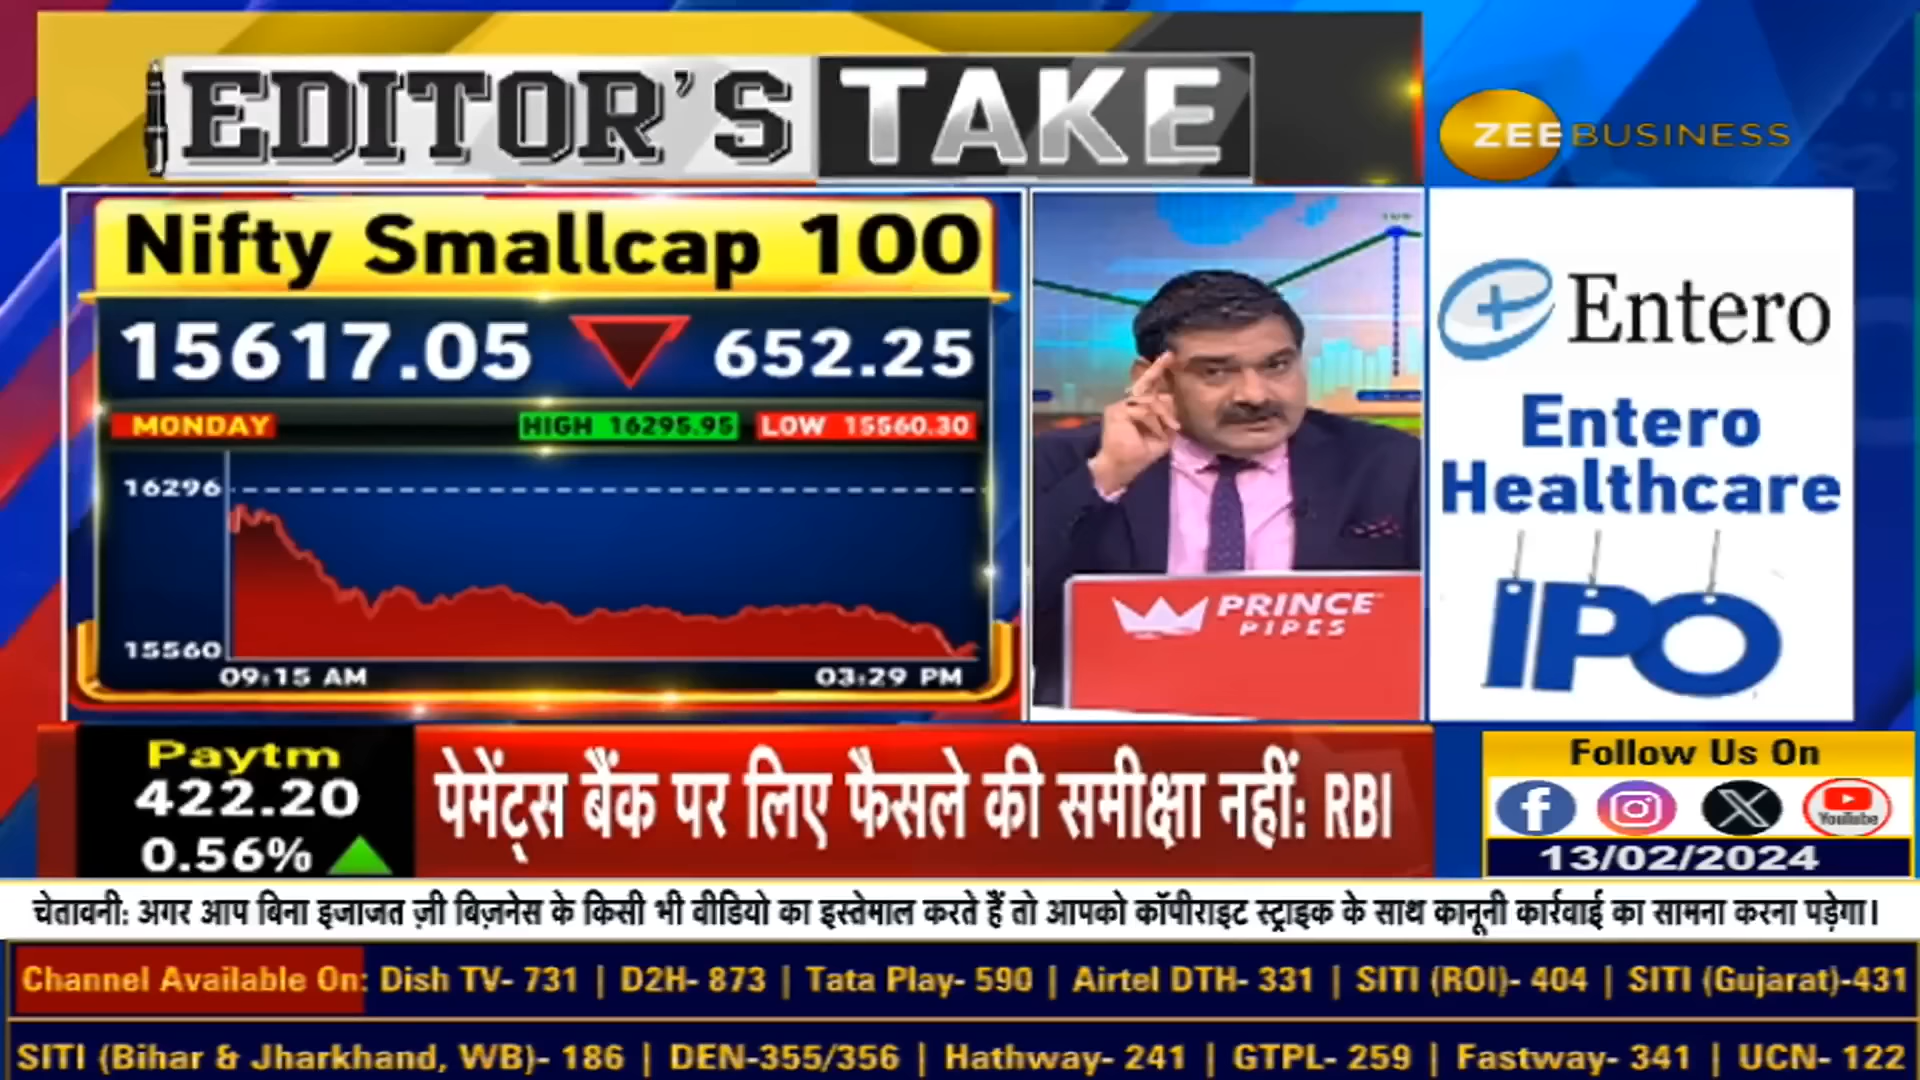 EDITOR'S TAKE
ZEE BUSINESS
Nifty Smallcap 100
15617.05 652.25
MONDAY HIGH 16295.95 LOW 15560.30
16296
15560
09:15 AM 03:29 PM
PRINCE
PIPES
Entero
Entero
Healthcare
IPO
Paytm
422.20
0.56%
पेमेंट्स बैंक पर लिए फैसले की समीक्षा नहीं: RBI
Follow Us On
YouTube
13/02/2024
चेतावनी: अगर आप बिना इजाजत ज़ी बिज़नेस के किसी भी वीडियो का इस्तेमाल करते हैं तो आपको कॉपीराइट स्ट्राइक के साथ कानूनी कार्रवाई का सामना करना पड़ेगा।
Channel Available On: Dish TV- 731 | D2H- 873 | Tata Play- 590 | Airtel DTH- 331 | SITI (ROI)- 404 | SITI (Gujarat)-431
SITI (Bihar & Jharkhand, WB)- 186 | DEN-355/356 | Hathway- 241 | GTPL- 259 | Fastway- 341 | UCN- 122